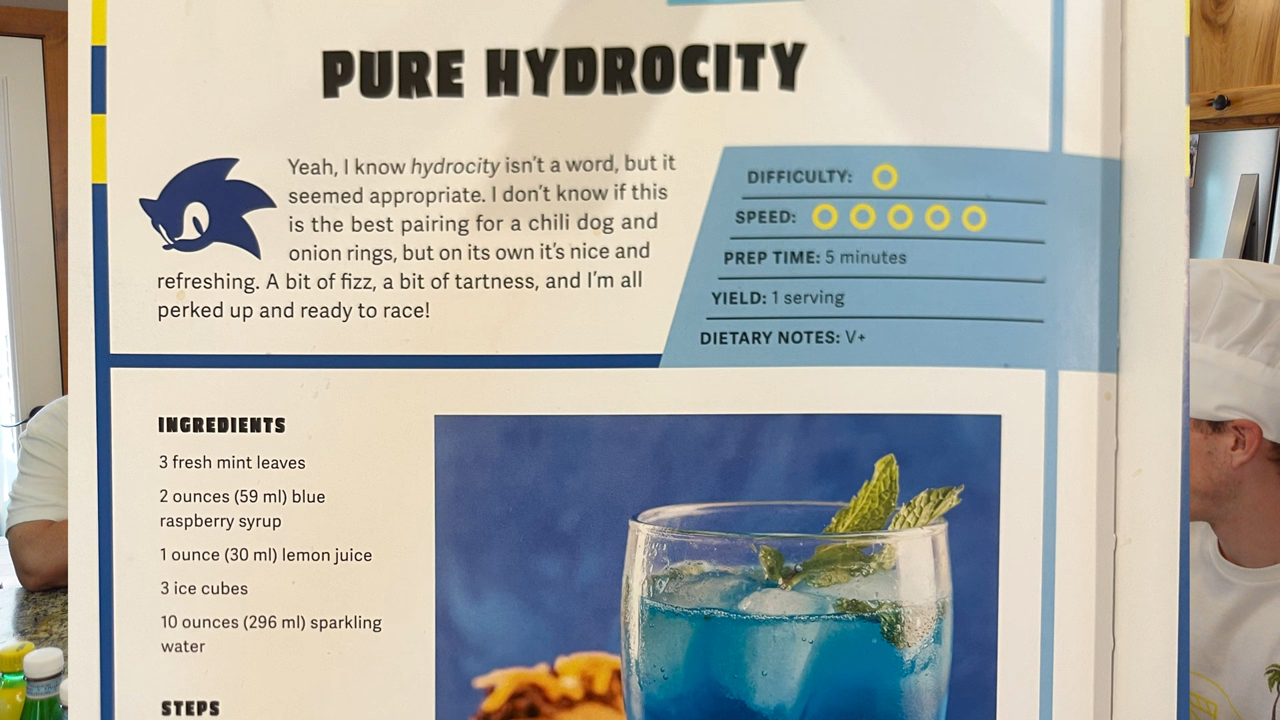 PURE HYDROCITY
Yeah, I know hydrocity isn't a word, but it
seemed appropriate. I don't know if this
is the best pairing for a chili dog and
onion rings, but on its own it's nice and
refreshing. A bit of fizz, a bit of tartness, and I'm all
perked up and ready to race!
DIFFICULTY:
SPEED:
PREP TIME: 5 minutes
YIELD: 1 serving
DIETARY NOTES: V+
INGREDIENTS
3 fresh mint leaves
2 ounces (59 ml) blue
raspberry syrup
1 ounce (30 ml) lemon juice
3 ice cubes
10 ounces (296 ml) sparkling
water
STEPS